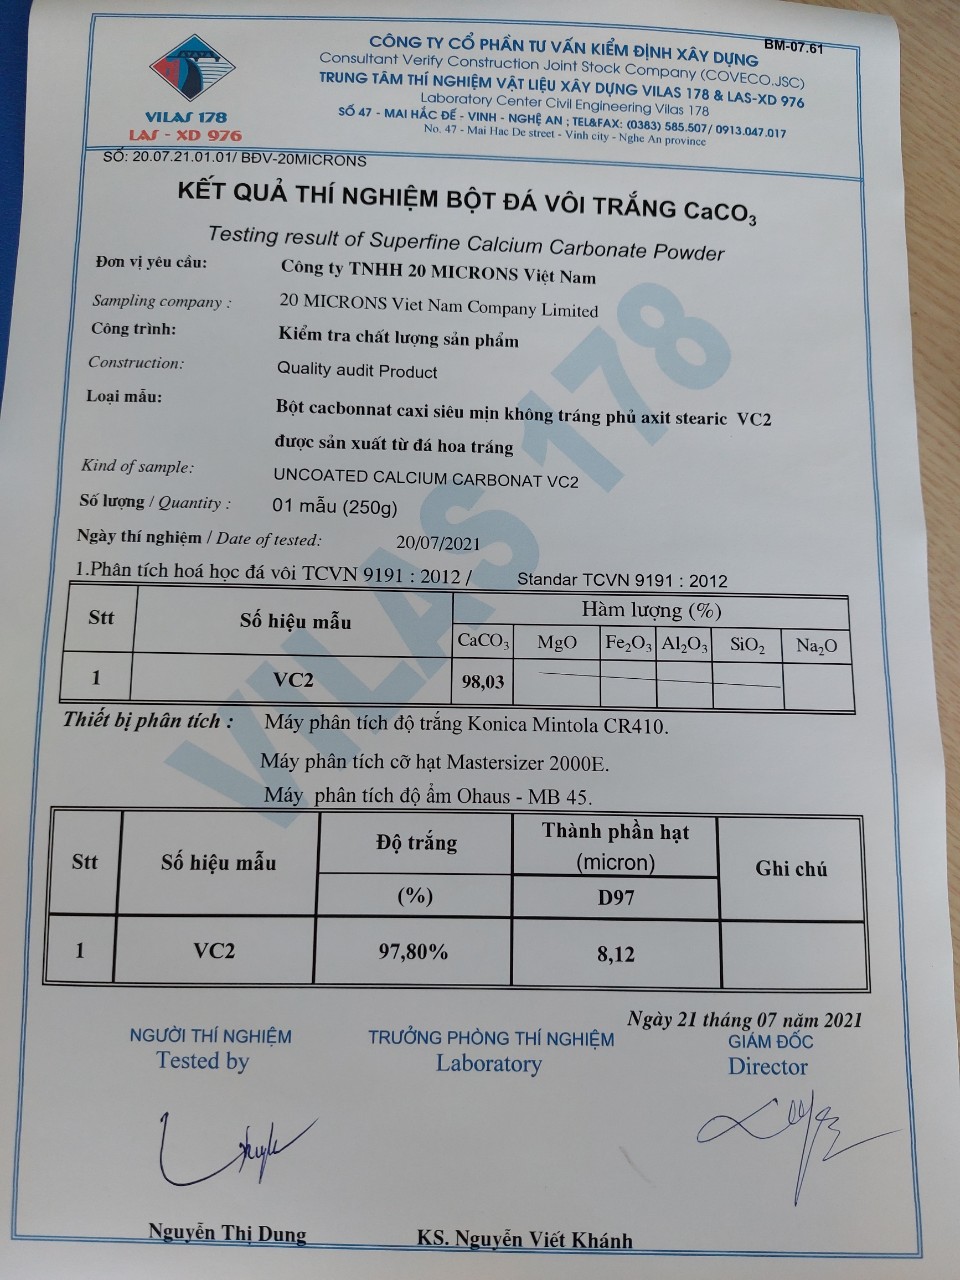 BM-07.61
CÔNG TY CỔ PHẦN TƯ VẤN KIỂM ĐỊNH XÂY DỰNG
Consultant Verify Construction Joint Stock Company (COVECO.JSC)
TRUNG TÂM THÍ NGHIỆM VẬT LIỆU XÂY DỰNG VILAS 178 & LAS-XD 976
Laboratory Center Civil Engineering Vilas 178
SỐ 47 - MAI HẮC ĐẾ - VINH - NGHỆ AN ; TEL&FAX: (0383) 585.507/ 0913.047.017
No. 47 - Mai Hac De street - Vinh city - Nghe An province
VILAS 178
LAS - XD 976
SỐ: 20.07.21.01.01/ BĐV-20MICRONS
KẾT QUẢ THÍ NGHIỆM BỘT ĐÁ VÔI TRẮNG CaCO₃
Testing result of Superfine Calcium Carbonate Powder
Đơn vị yêu cầu: Công ty TNHH 20 MICRONS Việt Nam
Sampling company : 20 MICRONS Viet Nam Company Limited
Công trình: Kiểm tra chất lượng sản phẩm
Construction: Quality audit Product
Loại mẫu: Bột cacbonnat caxi siêu mịn không tráng phủ axit stearic VC2
được sản xuất từ đá hoa trắng
Kind of sample: UNCOATED CALCIUM CARBONAT VC2
Số lượng / Quantity : 01 mẫu (250g)
Ngày thí nghiệm / Date of tested: 20/07/2021
1.Phân tích hoá học đá vôi TCVN 9191 : 2012 / Standar TCVN 9191 : 2012
Stt Số hiệu mẫu Hàm lượng (%)
CaCO₃ MgO Fe₂O₃ Al₂O₃ SiO₂ Na₂O
1 VC2 98,03
Thiết bị phân tích : Máy phân tích độ trắng Konica Mintola CR410.
Máy phân tích cỡ hạt Mastersizer 2000E.
Máy phân tích độ ẩm Ohaus - MB 45.
Stt Số hiệu mẫu Độ trắng Thành phần hạt (micron) Ghi chú
(%) D97
1 VC2 97,80% 8,12
Ngày 21 tháng 07 năm 2021
NGƯỜI THÍ NGHIỆM TRƯỞNG PHÒNG THÍ NGHIỆM GIÁM ĐỐC
Tested by Laboratory Director
Nguyễn Thị Dung KS. Nguyễn Viết Khánh
VILAS 178